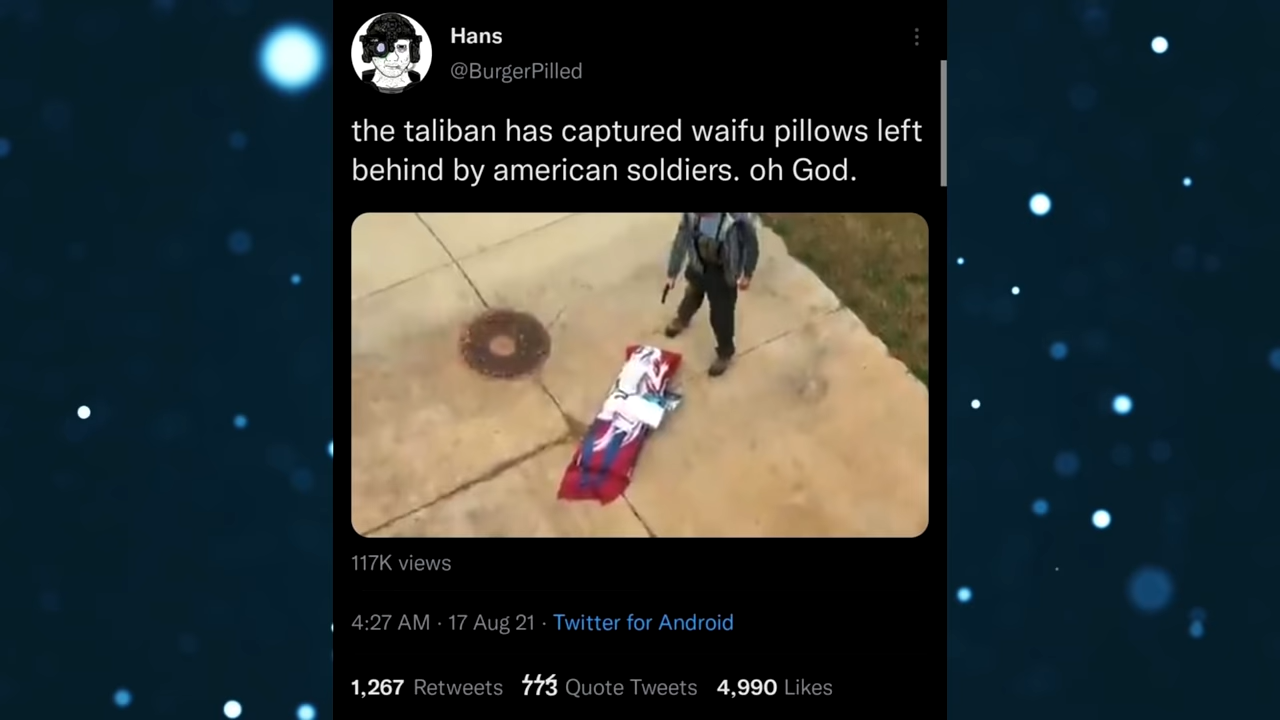 Hans
@BurgerPilled
the taliban has captured waifu pillows left
behind by american soldiers. oh God.
117K views
4:27 AM · 17 Aug 21 · Twitter for Android
1,267 Retweets 773 Quote Tweets 4,990 Likes